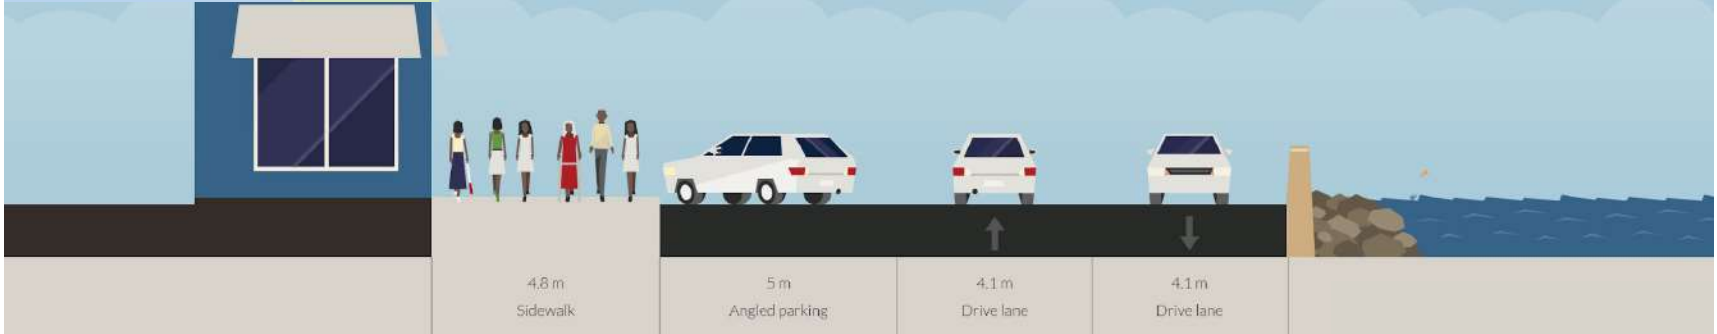 4.8 m
Sidewalk
5 m
Angled parking
4.1 m
Drive lane
4.1 m
Drive lane